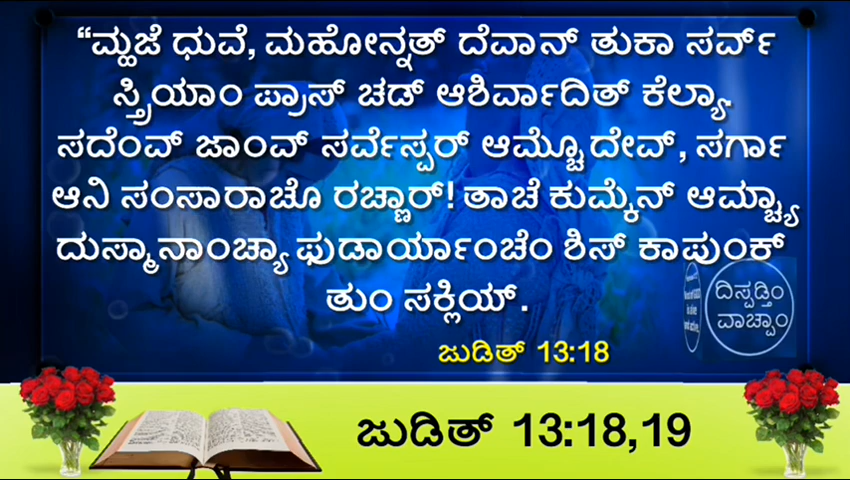 “ಮ್ಹಜೆ ಧುವೆ, ಮಹೋನ್ನತ್ ದೆವಾನ್ ತುಕಾ ಸರ್ವ್
ಸ್ತ್ರಿಯಾಂ ಪ್ರಾಸ್ ಚಡ್ ಆಶಿರ್ವಾದಿತ್ ಕೆಲ್ಯಾ.
ಸದೆಂವ್ ಜಾಂವ್ ಸರ್ವೆಸ್ಪರ್ ಆಮ್ಚೊ ದೇವ್, ಸರ್ಗಾ
ಆನಿ ಸಂಸಾರಾಚೊ ರಚ್ಣಾರ್! ತಾಚೆ ಕುಮ್ಕೆನ್ ಆಮ್ಚ್ಯಾ
ದುಸ್ಮಾನಾಂಚ್ಯಾ ಫುಡಾರ್ಯಾಂಚೆಂ ಶಿಸ್ ಕಾಪುಂಕ್
ತುಂ ಸಕ್ಲಿಯ್.
ದಿಸ್ಪಡ್ತಿಂ
ವಾಚ್ಪಾಂ
ಜುಡಿತ್ 13:18
ಜುಡಿತ್ 13:18,19